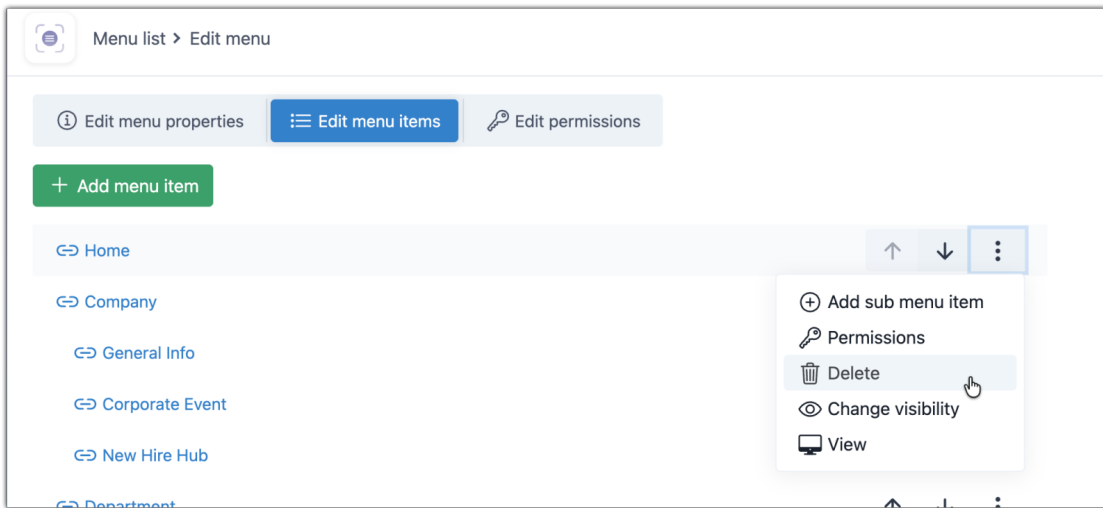 Menu list > Edit menu
Edit menu properties
Edit menu items
Edit permissions
+ Add menu item
Home
Company
Add sub menu item
General Info
Permissions
Delete
Corporate Event
Change visibility
New Hire Hub
View
Department